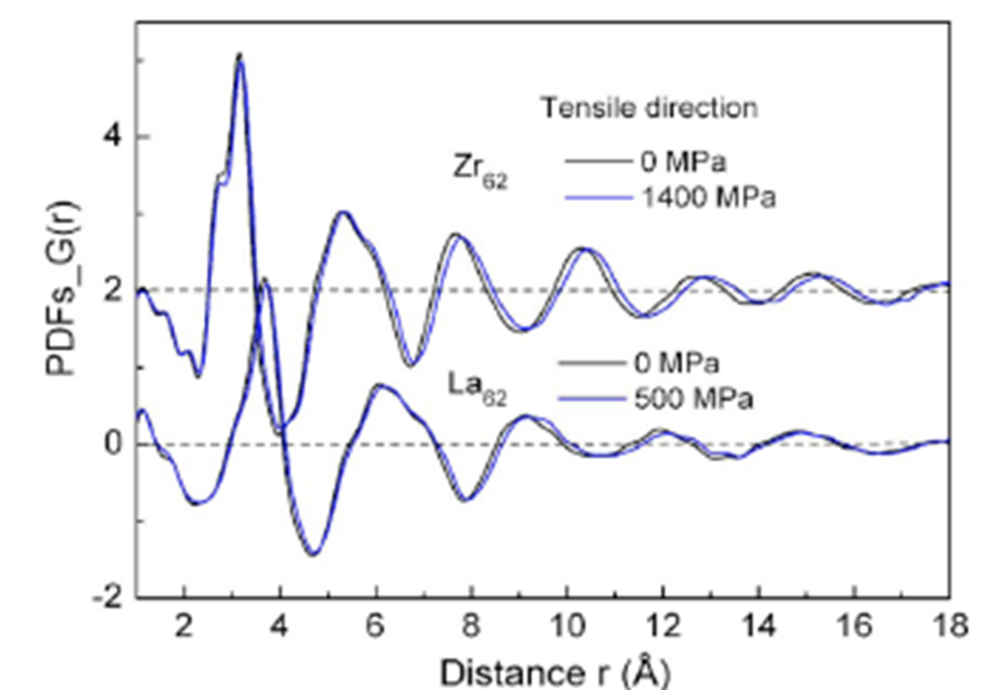 Tensile direction
Zr62
0 MPa
1400 MPa
La62
0 MPa
500 MPa
PDFs_G(r)
4
2
0
-2
2 4 6 8 10 12 14 16 18
Distance r (Å)